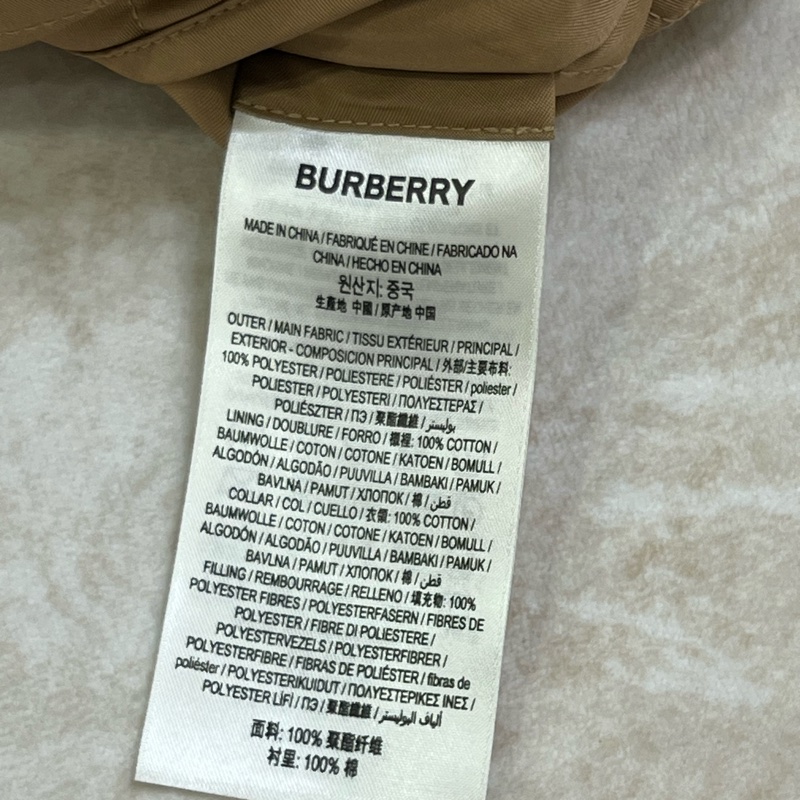 BURBERRY
MADE IN CHINA / FABRIQUÉ EN CHINE / FABRICADO NA
CHINA / HECHO EN CHINA
원산지: 중국
生產地 中國 / 原产地 中国
OUTER / MAIN FABRIC / TISSU EXTÉRIEUR / PRINCIPAL /
EXTERIOR - COMPOSICION PRINCIPAL / 外部/主要布料:
100% POLYESTER / POLIESTERE / POLIÉSTER / poliester /
POLIESTER / POLYESTERI / ΠΟΛΥΕΣΤΕΡΑΣ /
POLIÉSZTER / ПЭ / 聚酯纖維 / بوليستر
LINING / DOUBLURE / FORRO / 襯裡: 100% COTTON /
BAUMWOLLE / COTON / COTONE / KATOEN / BOMULL /
ALGODÓN / ALGODÃO / PUUVILLA / BAMBAKI / PAMUK /
BAVLNA / PAMUT / ХЛОПОК / 棉 / قطن
COLLAR / COL / CUELLO / 衣領: 100% COTTON /
BAUMWOLLE / COTON / COTONE / KATOEN / BOMULL /
ALGODÓN / ALGODÃO / PUUVILLA / BAMBAKI / PAMUK /
BAVLNA / PAMUT / ХЛОПОК / 棉 / قطن
FILLING / REMBOURRAGE / RELLENO / 填充物: 100%
POLYESTER FIBRES / POLYESTERFASERN / FIBRES DE
POLYESTER / FIBRE DI POLIESTERE /
POLYESTERVEZELS / POLYESTERFIBRER /
POLYESTERFIBRE / FIBRAS DE POLIÉSTER / fibras de
poliéster / POLYESTERIKUIDUT / ΠΟΛΥΕΣΤΕΡΙΚΕΣ ΙΝΕΣ /
POLYESTER LİFİ / ПЭ / 聚酯纖維 / ألياف البوليستر
面料: 100% 聚酯纤维
衬里: 100% 棉